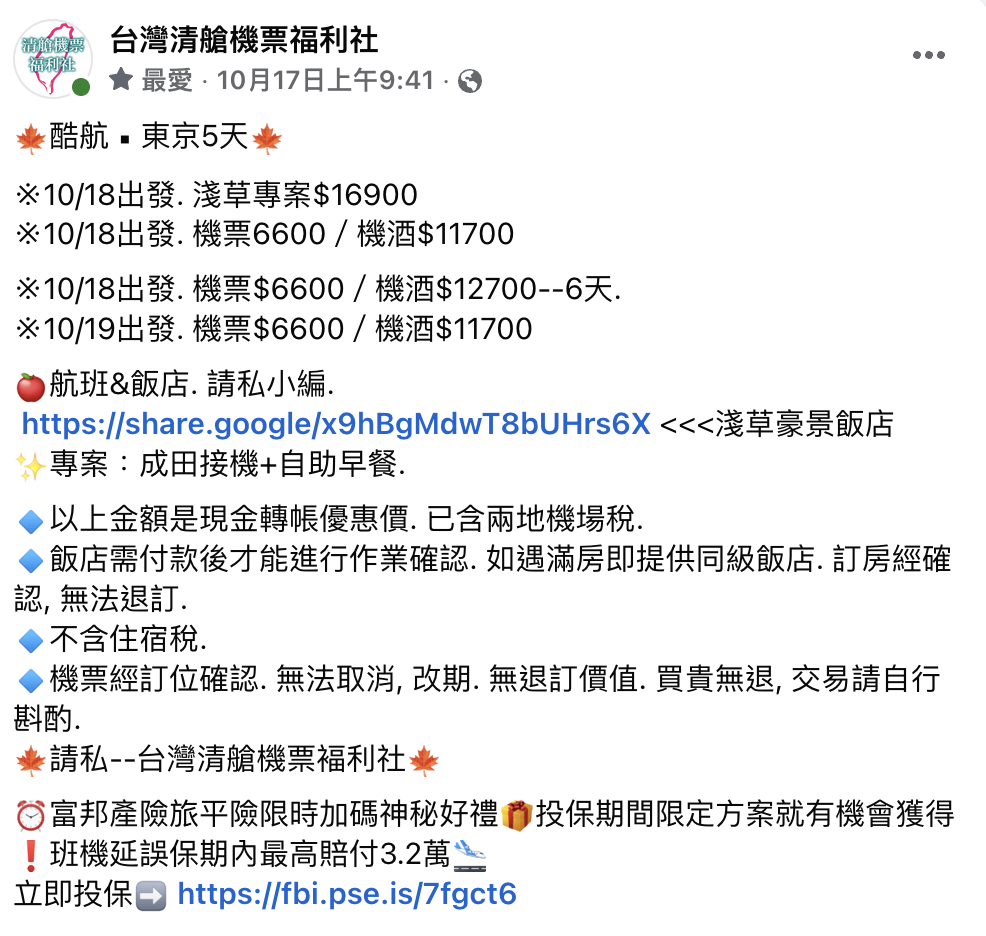 清艙機票
福利社
台灣清艙機票福利社
★ 最愛 · 10月17日上午9:41 ·
🍁酷航▪️東京5天🍁
※10/18出發. 淺草專案$16900
※10/18出發. 機票6600 / 機酒$11700
※10/18出發. 機票$6600 / 機酒$12700--6天.
※10/19出發. 機票$6600 / 機酒$11700
🍎航班&飯店. 請私小編.
https://share.google/x9hBgMdwT8bUHrs6X <<<淺草豪景飯店
✨專案：成田接機+自助早餐.
🔷以上金額是現金轉帳優惠價. 已含兩地機場稅.
🔷飯店需付款後才能進行作業確認. 如遇滿房即提供同級飯店. 訂房經確
認, 無法退訂.
🔷不含住宿稅.
🔷機票經訂位確認. 無法取消, 改期. 無退訂價值. 買貴無退, 交易請自行
斟酌.
🍁請私--台灣清艙機票福利社🍁
⏰富邦產險旅平險限時加碼神秘好禮🎁投保期間限定方案就有機會獲得
❗班機延誤保期內最高賠付3.2萬🛬
立即投保➡️ https://fbi.pse.is/7fgct6